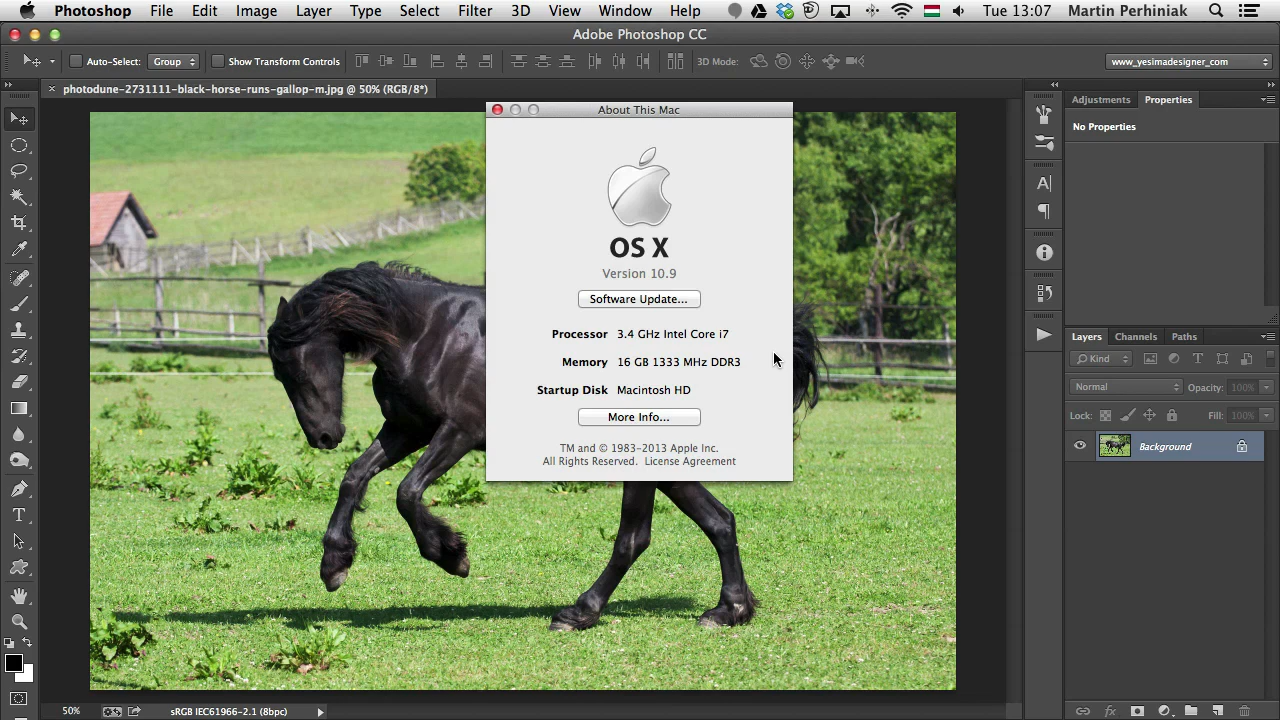 Photoshop File Edit Image Layer Type Select Filter 3D View Window Help Tue 13:07 Martin Perhiniak
Adobe Photoshop CC
Auto-Select: Group Show Transform Controls 3D Mode: www_yesimadesigner_com
photodune-2731111-black-horse-runs-gallop-m.jpg @ 50% (RGB/8*)
Adjustments Properties
No Properties
About This Mac
OS X
Version 10.9
Software Update...
Processor 3.4 GHz Intel Core i7
Memory 16 GB 1333 MHz DDR3
Startup Disk Macintosh HD
More Info...
TM and © 1983-2013 Apple Inc.
All Rights Reserved. License Agreement
Layers Channels Paths
Kind
Normal Opacity: 100%
Lock: Fill: 100%
Background
50% sRGB IEC61966-2.1 (8bpc)